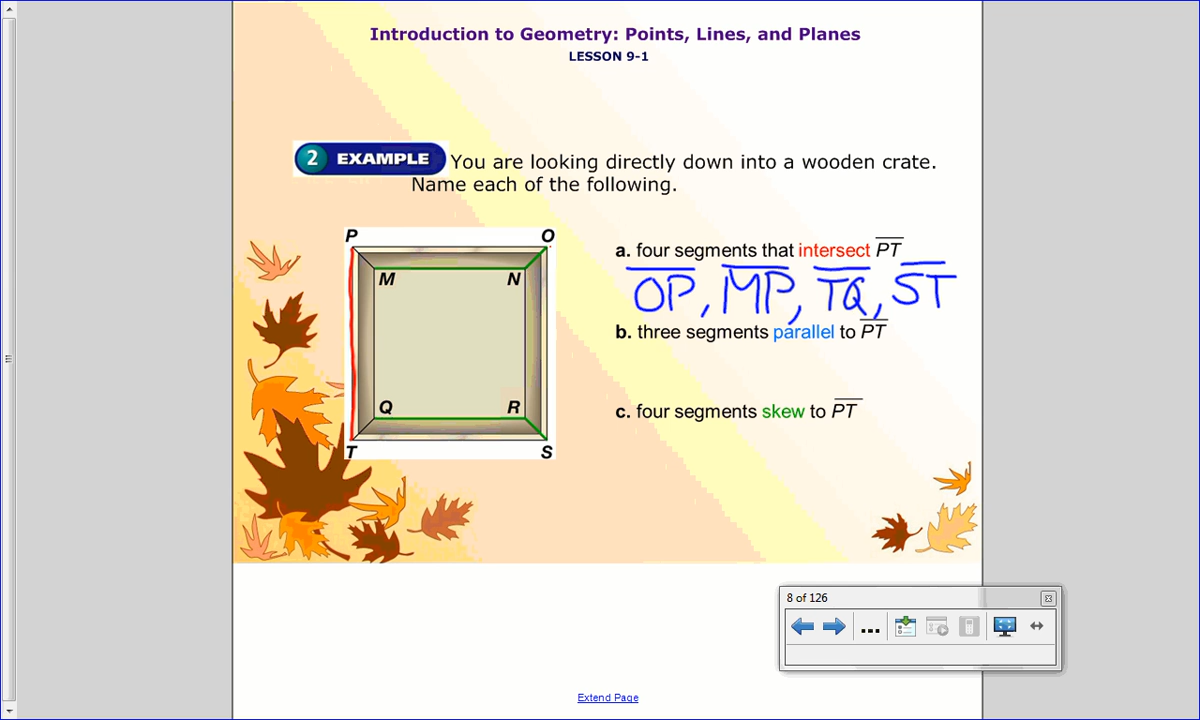 Introduction to Geometry: Points, Lines, and Planes
LESSON 9-1
2 EXAMPLE You are looking directly down into a wooden crate.
Name each of the following.
P O
M N
Q R
T S
a. four segments that intersect PT
OP, MP, TQ, ST
b. three segments parallel to PT
c. four segments skew to PT
8 of 126
Extend Page